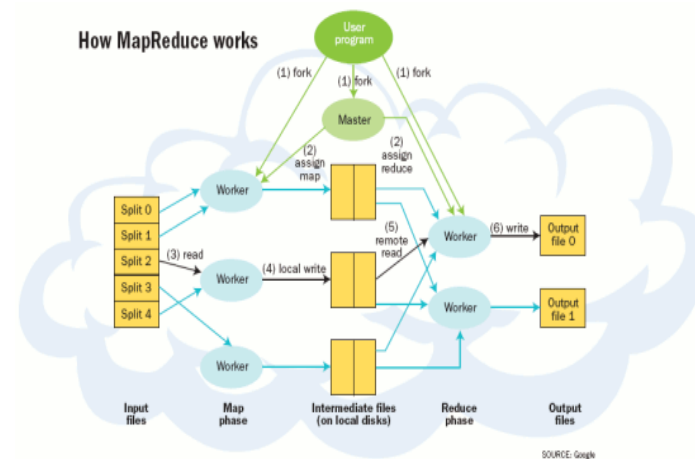 How MapReduce works
User
program
(1) fork
(1) fork
(1) fork
Master
(2)
assign
map
(2)
assign
reduce
Worker
Split 0
Split 1
Split 2
Split 3
Split 4
(3) read
Worker
(4) local write
(5)
remote
read
Worker
(6) write
Output
file 0
Worker
Output
file 1
Worker
Input
files
Map
phase
Intermediate files
(on local disks)
Reduce
phase
Output
files
SOURCE: Google